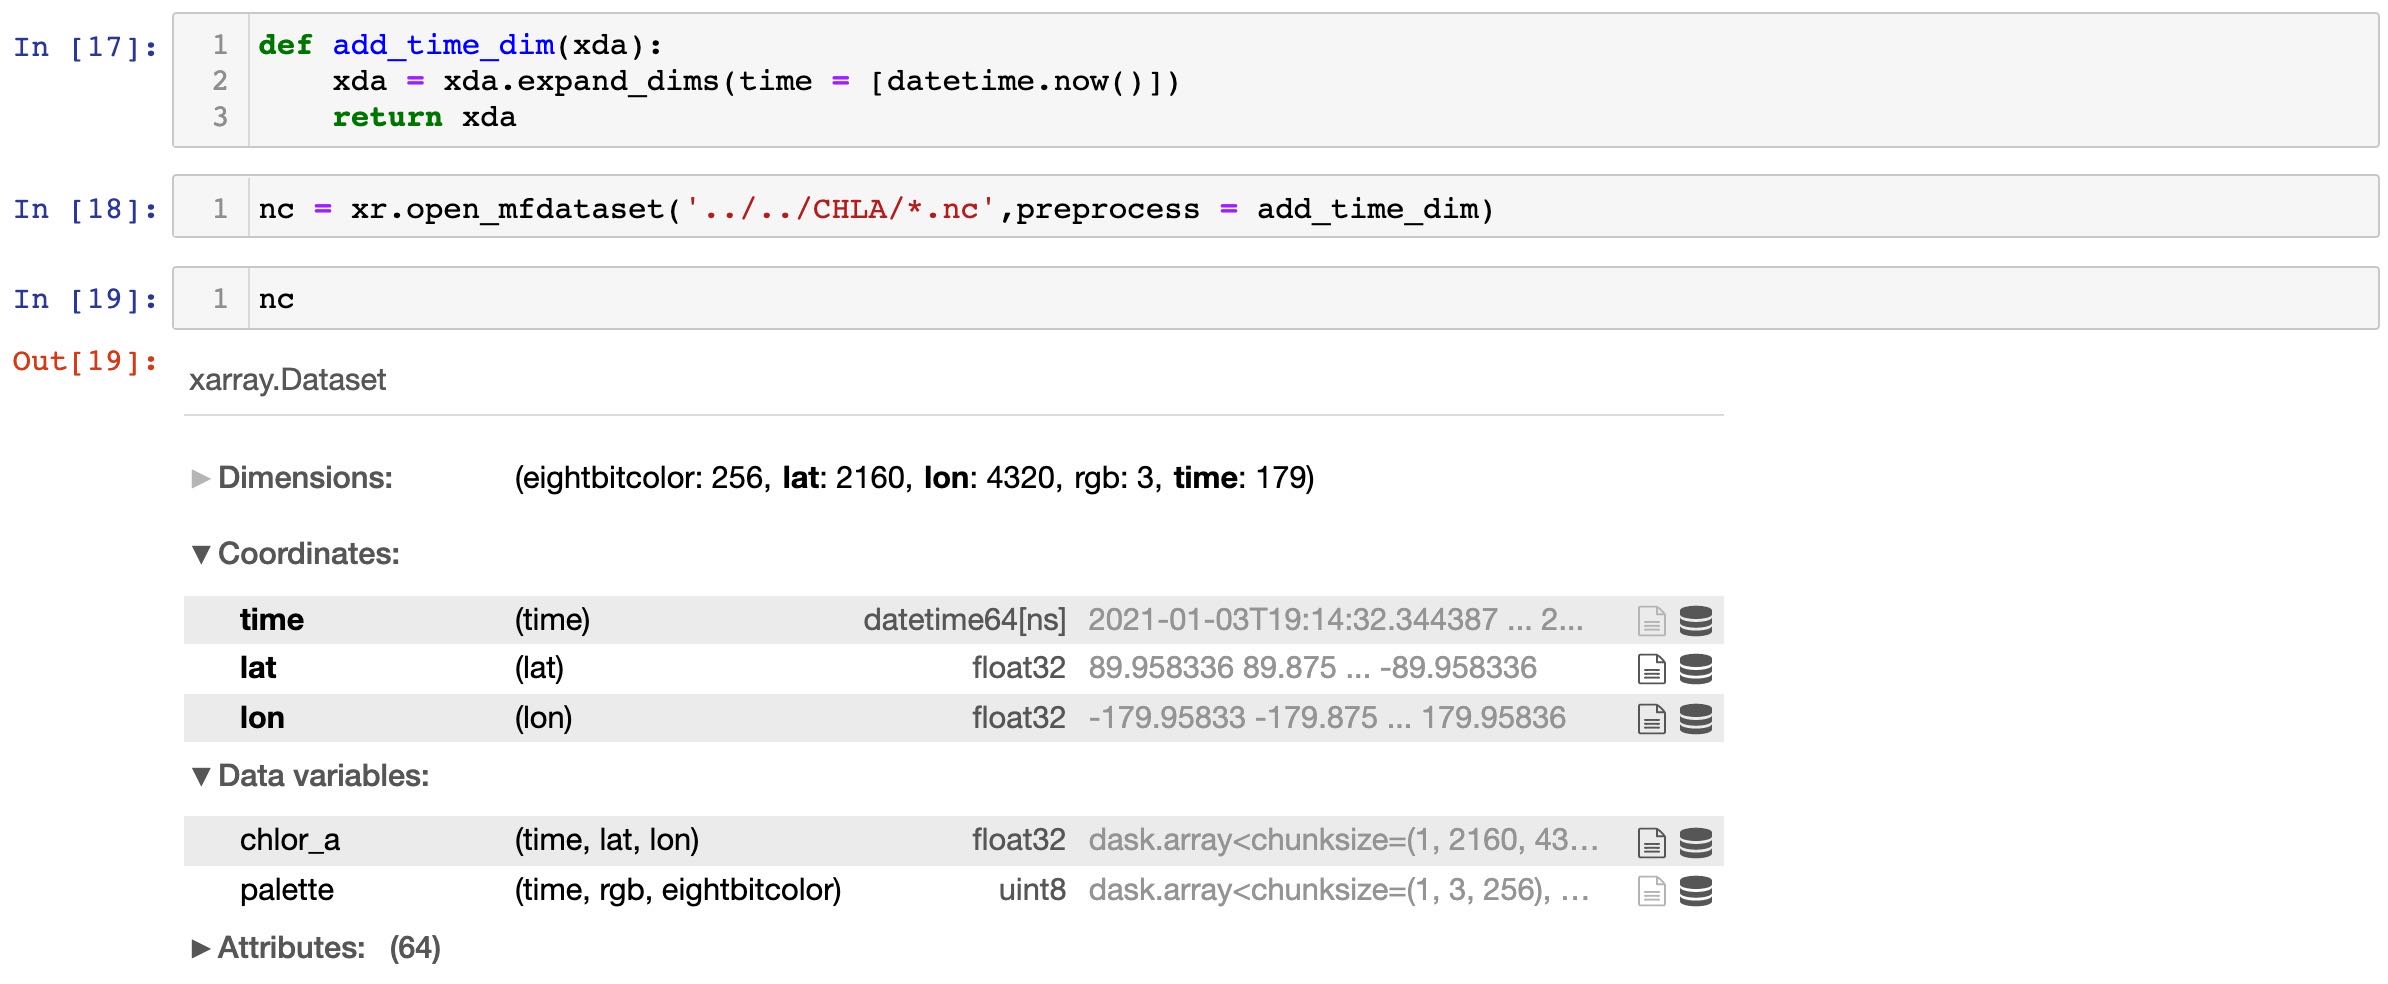 In [17]: 1 def add_time_dim(xda):
2     xda = xda.expand_dims(time = [datetime.now()])
3     return xda
In [18]: 1 nc = xr.open_mfdataset('../../CHLA/*.nc',preprocess = add_time_dim)
In [19]: 1 nc
Out[19]:
xarray.Dataset
▶ Dimensions: (eightbitcolor: 256, lat: 2160, lon: 4320, rgb: 3, time: 179)
▼ Coordinates:
time (time) datetime64[ns] 2021-01-03T19:14:32.344387 ... 2...
lat (lat) float32 89.958336 89.875 ... -89.958336
lon (lon) float32 -179.95833 -179.875 ... 179.95836
▼ Data variables:
chlor_a (time, lat, lon) float32 dask.array<chunksize=(1, 2160, 43...
palette (time, rgb, eightbitcolor) uint8 dask.array<chunksize=(1, 3, 256), ...
▶ Attributes: (64)